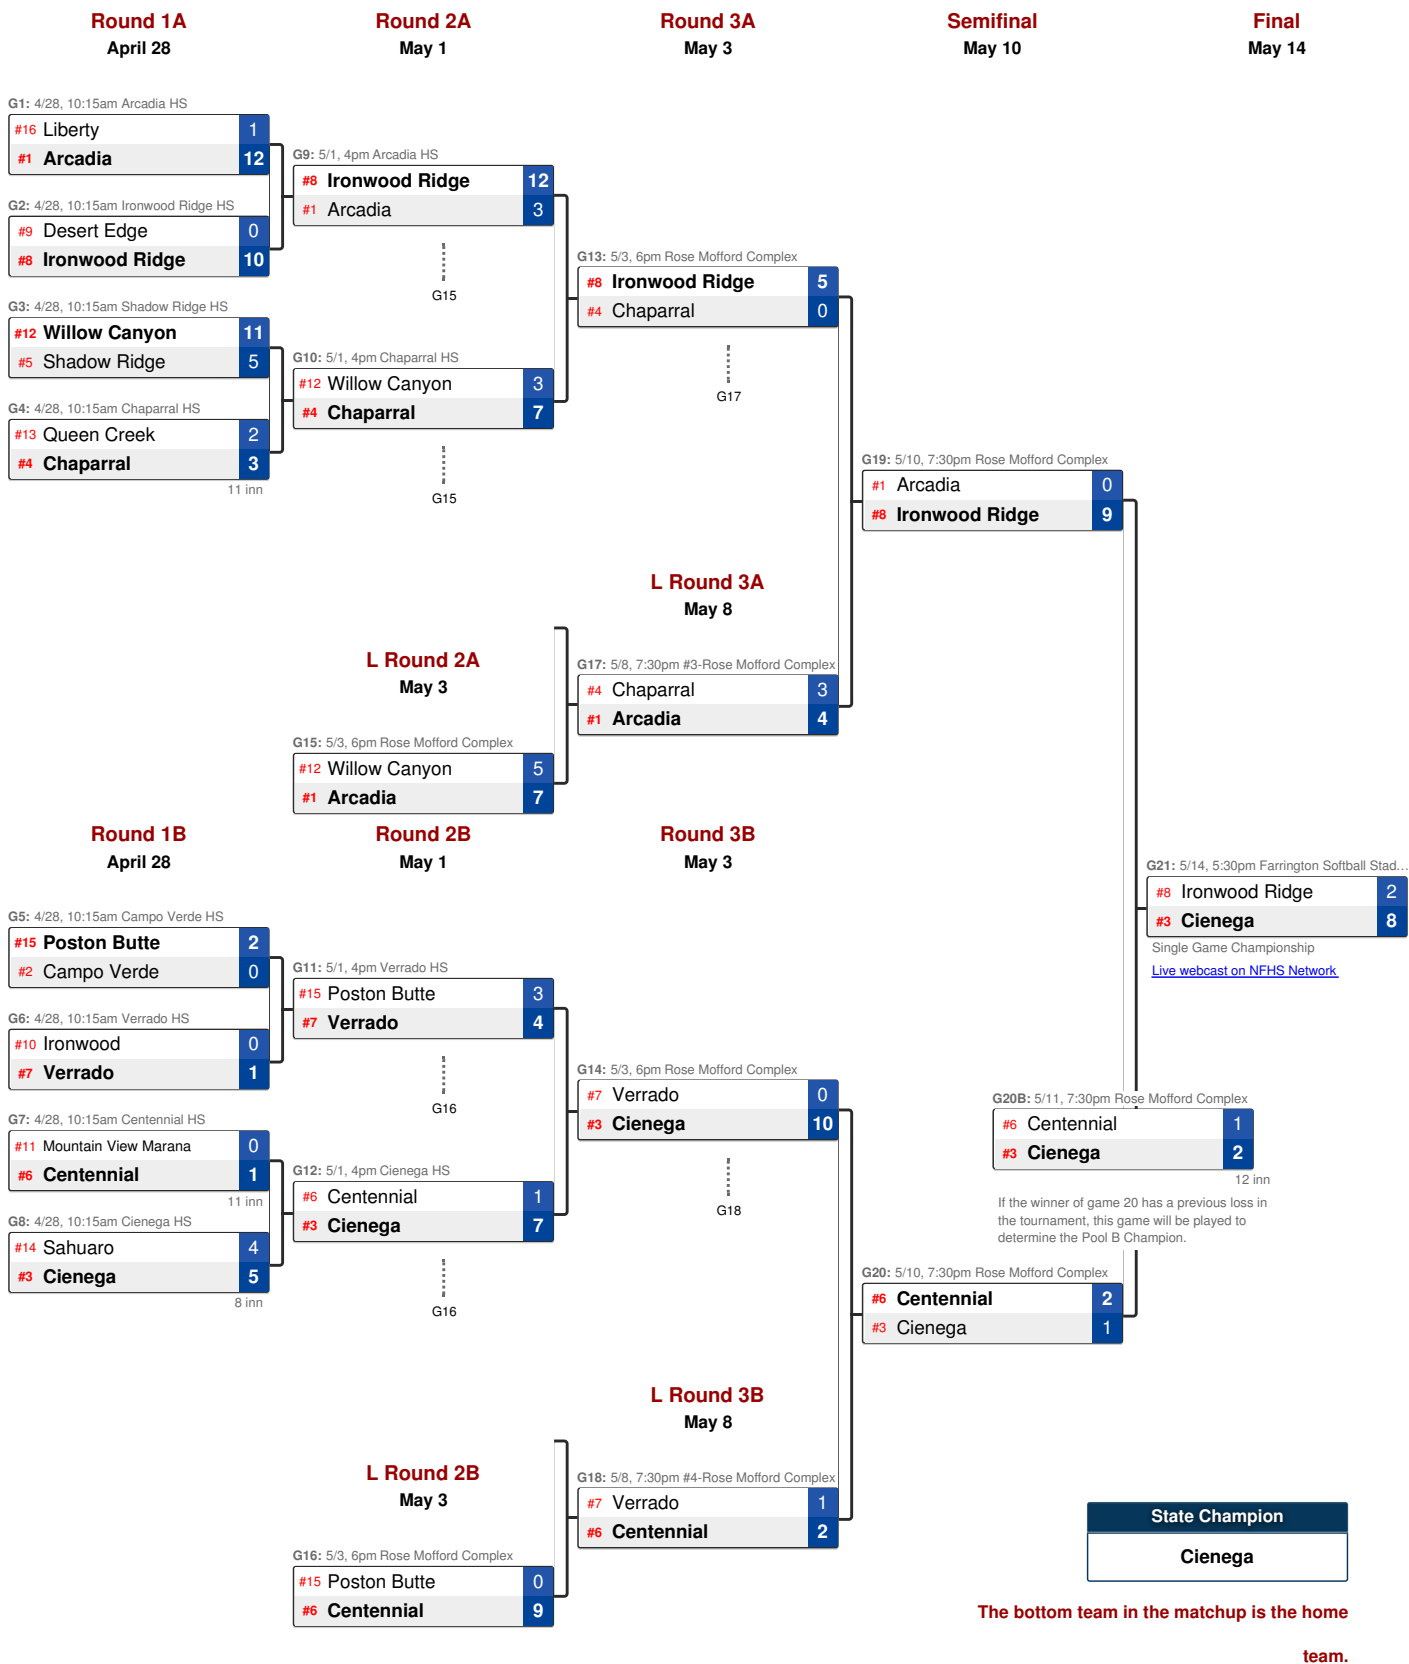 Round 1A
April 28
Round 2A
May 1
Round 3A
May 3
Semifinal
May 10
Final
May 14
G1: 4/28, 10:15am Arcadia HS
#16 Liberty 1
#1 Arcadia 12
G2: 4/28, 10:15am Ironwood Ridge HS
#9 Desert Edge 0
#8 Ironwood Ridge 10
G3: 4/28, 10:15am Shadow Ridge HS
#12 Willow Canyon 11
#5 Shadow Ridge 5
G4: 4/28, 10:15am Chaparral HS
#13 Queen Creek 2
#4 Chaparral 3
11 inn
G9: 5/1, 4pm Arcadia HS
#8 Ironwood Ridge 12
#1 Arcadia 3
G15
G10: 5/1, 4pm Chaparral HS
#12 Willow Canyon 3
#4 Chaparral 7
G15
G13: 5/3, 6pm Rose Mofford Complex
#8 Ironwood Ridge 5
#4 Chaparral 0
G17
G19: 5/10, 7:30pm Rose Mofford Complex
#1 Arcadia 0
#8 Ironwood Ridge 9
L Round 3A
May 8
G17: 5/8, 7:30pm #3-Rose Mofford Complex
#4 Chaparral 3
#1 Arcadia 4
L Round 2A
May 3
G15: 5/3, 6pm Rose Mofford Complex
#12 Willow Canyon 5
#1 Arcadia 7
Round 1B
April 28
Round 2B
May 1
Round 3B
May 3
G21: 5/14, 5:30pm Farrington Softball Stad...
#8 Ironwood Ridge 2
#3 Cienega 8
Single Game Championship
Live webcast on NFHS Network
G5: 4/28, 10:15am Campo Verde HS
#15 Poston Butte 2
#2 Campo Verde 0
G6: 4/28, 10:15am Verrado HS
#10 Ironwood 0
#7 Verrado 1
G7: 4/28, 10:15am Centennial HS
#11 Mountain View Marana 0
#6 Centennial 1
11 inn
G8: 4/28, 10:15am Cienega HS
#14 Sahuaro 4
#3 Cienega 5
8 inn
G11: 5/1, 4pm Verrado HS
#15 Poston Butte 3
#7 Verrado 4
G16
G12: 5/1, 4pm Cienega HS
#6 Centennial 1
#3 Cienega 7
G16
G14: 5/3, 6pm Rose Mofford Complex
#7 Verrado 0
#3 Cienega 10
G18
G20B: 5/11, 7:30pm Rose Mofford Complex
#6 Centennial 1
#3 Cienega 2
12 inn
If the winner of game 20 has a previous loss in
the tournament, this game will be played to
determine the Pool B Champion.
G20: 5/10, 7:30pm Rose Mofford Complex
#6 Centennial 2
#3 Cienega 1
L Round 3B
May 8
G18: 5/8, 7:30pm #4-Rose Mofford Complex
#7 Verrado 1
#6 Centennial 2
L Round 2B
May 3
G16: 5/3, 6pm Rose Mofford Complex
#15 Poston Butte 0
#6 Centennial 9
State Champion
Cienega
The bottom team in the matchup is the home
team.